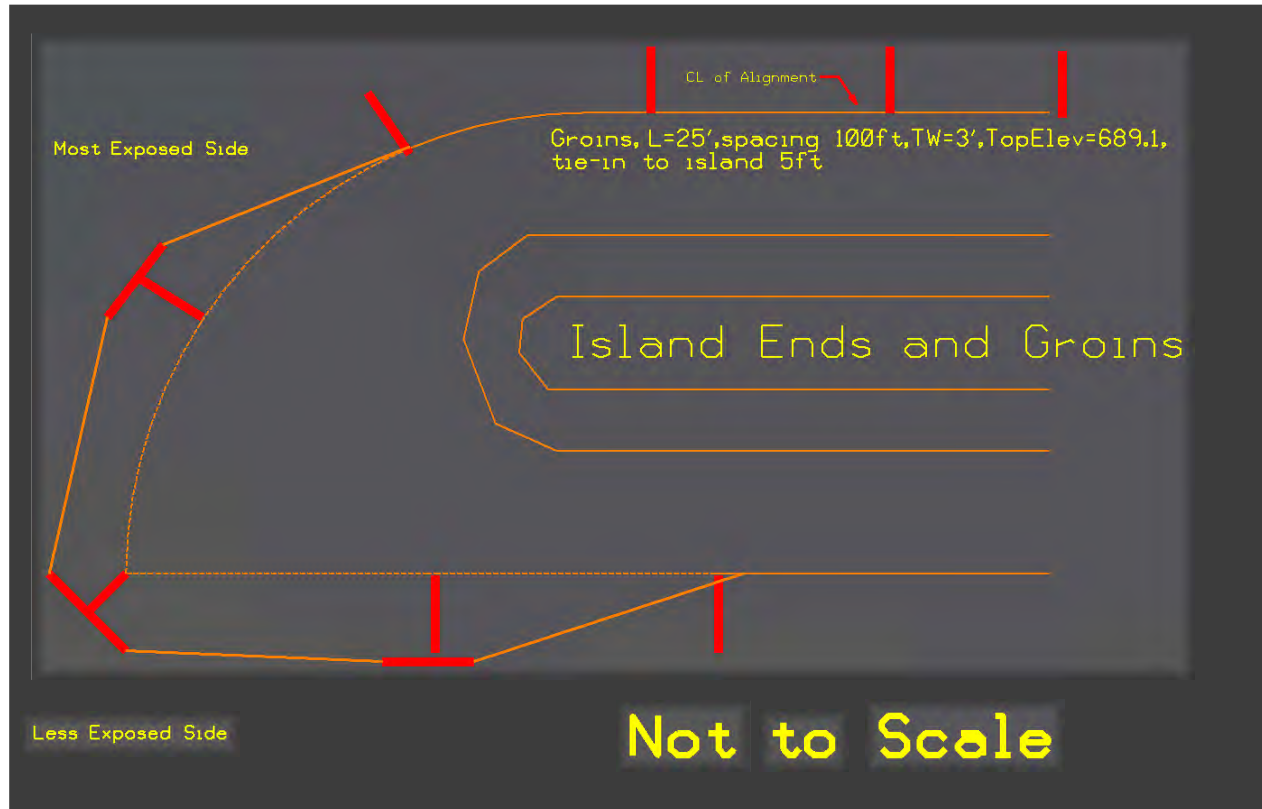 CL of Alignment
Most Exposed Side
Groins, L=25',spacing 100ft,TW=3',TopElev=689.1,
tie-in to island 5ft
Island Ends and Groins
Less Exposed Side
Not to Scale